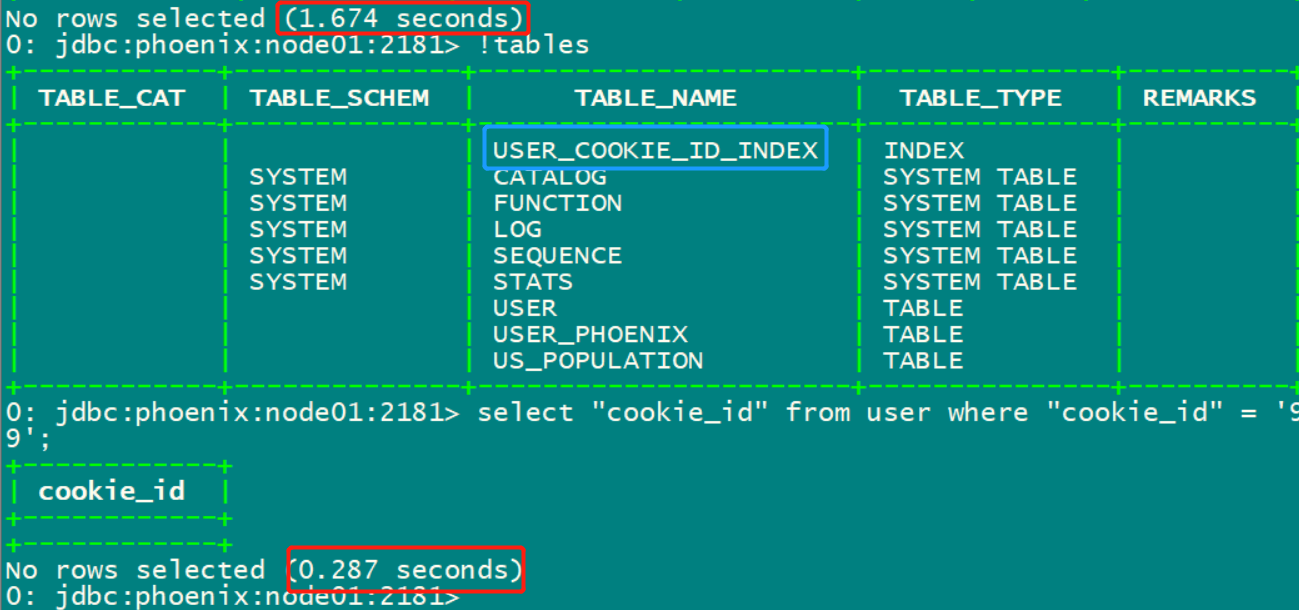 No rows selected (1.674 seconds)
0: jdbc:phoenix:node01:2181> !tables
TABLE_CAT TABLE_SCHEM TABLE_NAME TABLE_TYPE REMARKS
USER_COOKIE_ID_INDEX INDEX
SYSTEM CATALOG SYSTEM TABLE
SYSTEM FUNCTION SYSTEM TABLE
SYSTEM LOG SYSTEM TABLE
SYSTEM SEQUENCE SYSTEM TABLE
SYSTEM STATS SYSTEM TABLE
USER TABLE
USER_PHOENIX TABLE
US_POPULATION TABLE
0: jdbc:phoenix:node01:2181> select "cookie_id" from user where "cookie_id" = '9
9';
cookie_id
No rows selected (0.287 seconds)
0: jdbc:phoenix:node01:2181>